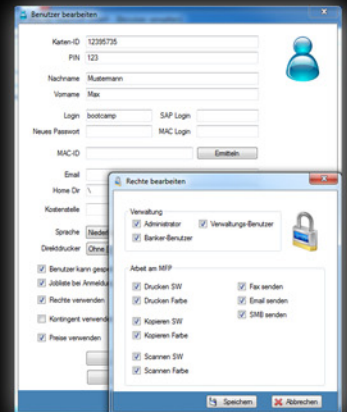 Benutzer bearbeiten
Karten-ID 12395735
PIN 123
Nachname Mustermann
Vorname Max
Login bootcamp SAP Login
Neues Passwort MAC Login
MAC-ID Ermitteln
Email
Home Dir \
Kostenstelle
Sprache
Direktdrucker Ohne
Benutzer kann
Jobliste bei
Rechte verwenden
Kontingent
Preise verwenden
Rechte bearbeiten
Verwaltung
Administrator Verwaltungs-Benutzer
Banker-Benutzer
Arbeit am MFP
Drucken SW Fax senden
Drucken Farbe Email senden
Kopieren SW SMB senden
Kopieren Farbe
Scannen SW
Scannen Farbe
Speichern Abbrechen